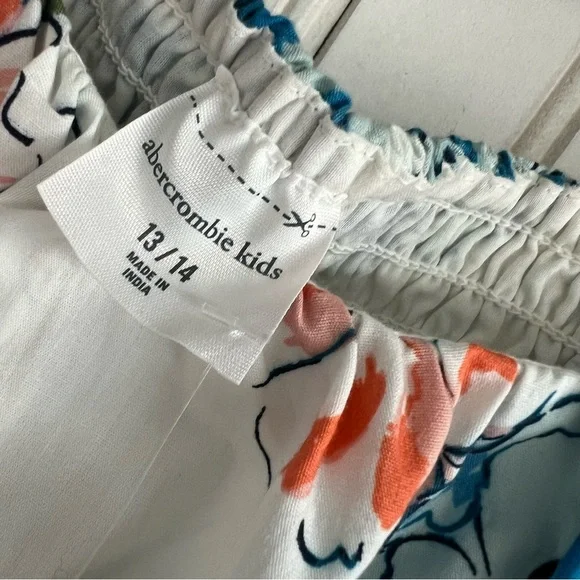 abercrombie kids
13/14
MADE IN
INDIA